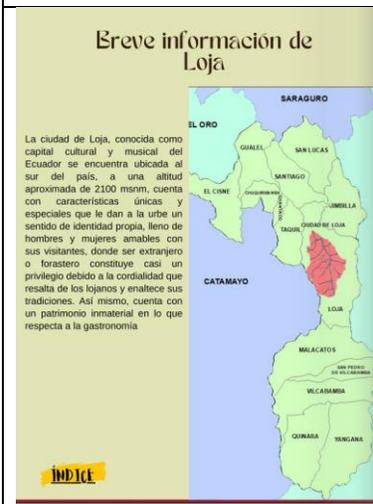 Breve información de
Loja
La ciudad de Loja, conocida como
capital cultural y musical del
Ecuador se encuentra ubicada al
sur del país, a una altitud
aproximada de 2100 msnm, cuenta
con características únicas y
especiales que le dan a la urbe un
sentido de identidad propia, lleno de
hombres y mujeres amables con
sus visitantes, donde ser extranjero
o forastero constituye casi un
privilegio debido a la cordialidad que
resalta de los lojanos y enaltece sus
tradiciones. Así mismo, cuenta con
un patrimonio inmaterial en lo que
respecta a la gastronomía
SARAGURO
EL ORO
GUALEL
SAN LUCAS
SANTIAGO
EL CISNE
JIMBILLA
TAQUIL
CIUDAD DE LOJA
CATAMAYO
LOJA
MALACATOS
SAN PEDRO
DE VILCABAMBA
VILCABAMBA
QUINARA
YANGANA
ÍNDICE